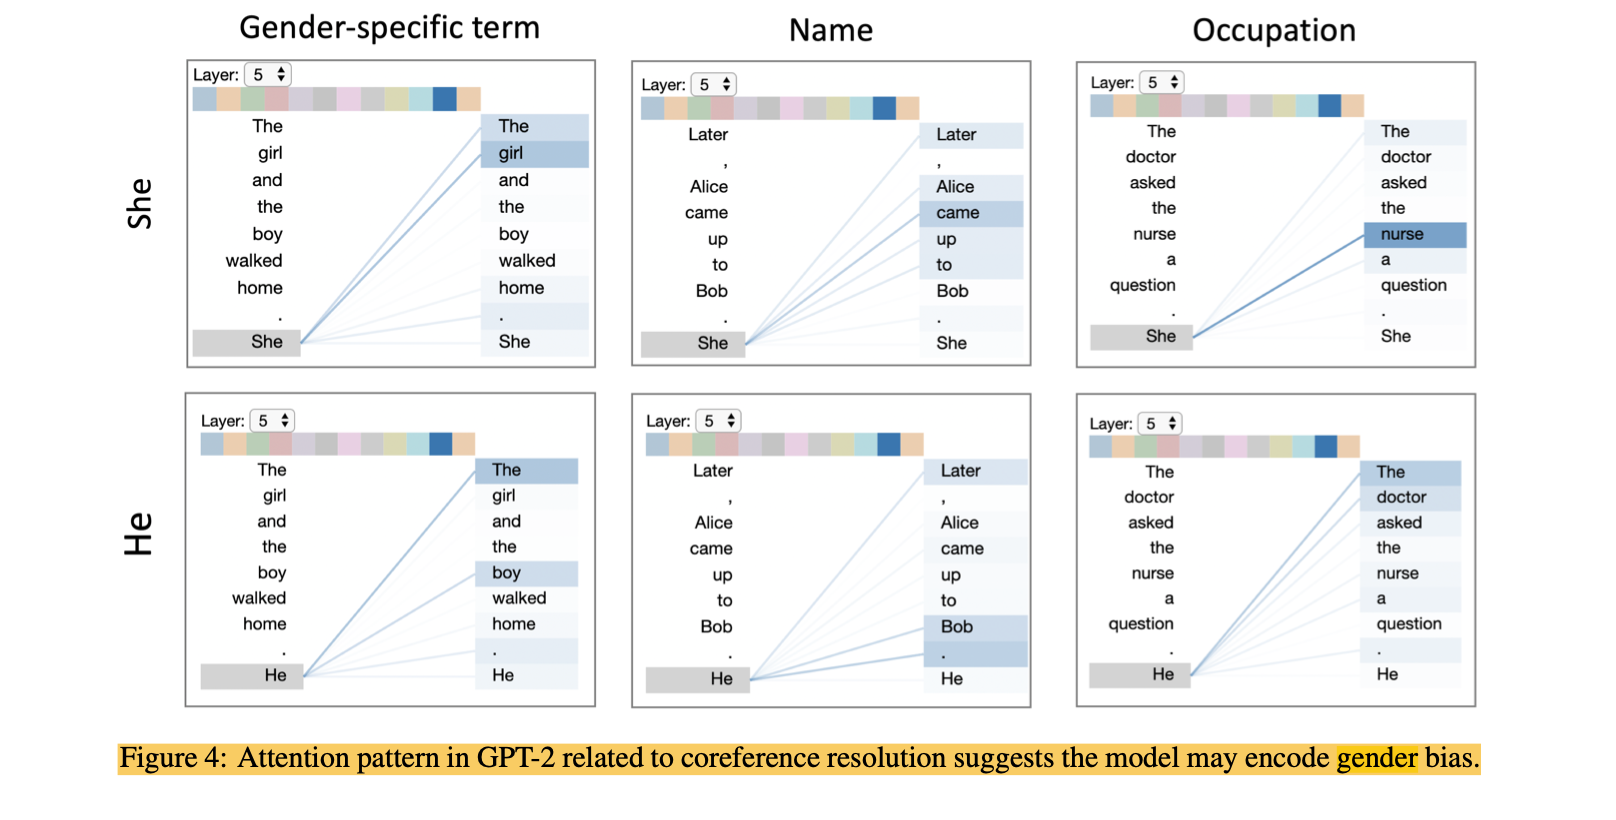 Gender-specific term
Name
Occupation
She
Layer: 5
The The
girl girl
and and
the the
boy boy
walked walked
home home
. .
She She
Layer: 5
Later Later
, ,
Alice Alice
came came
up up
to to
Bob Bob
. .
She She
Layer: 5
The The
doctor doctor
asked asked
the the
nurse nurse
a a
question question
. .
She She
He
Layer: 5
The The
girl girl
and and
the the
boy boy
walked walked
home home
. .
He He
Layer: 5
Later Later
, ,
Alice Alice
came came
up up
to to
Bob Bob
. .
He He
Layer: 5
The The
doctor doctor
asked asked
the the
nurse nurse
a a
question question
. .
He He
Figure 4: Attention pattern in GPT-2 related to coreference resolution suggests the model may encode gender bias.